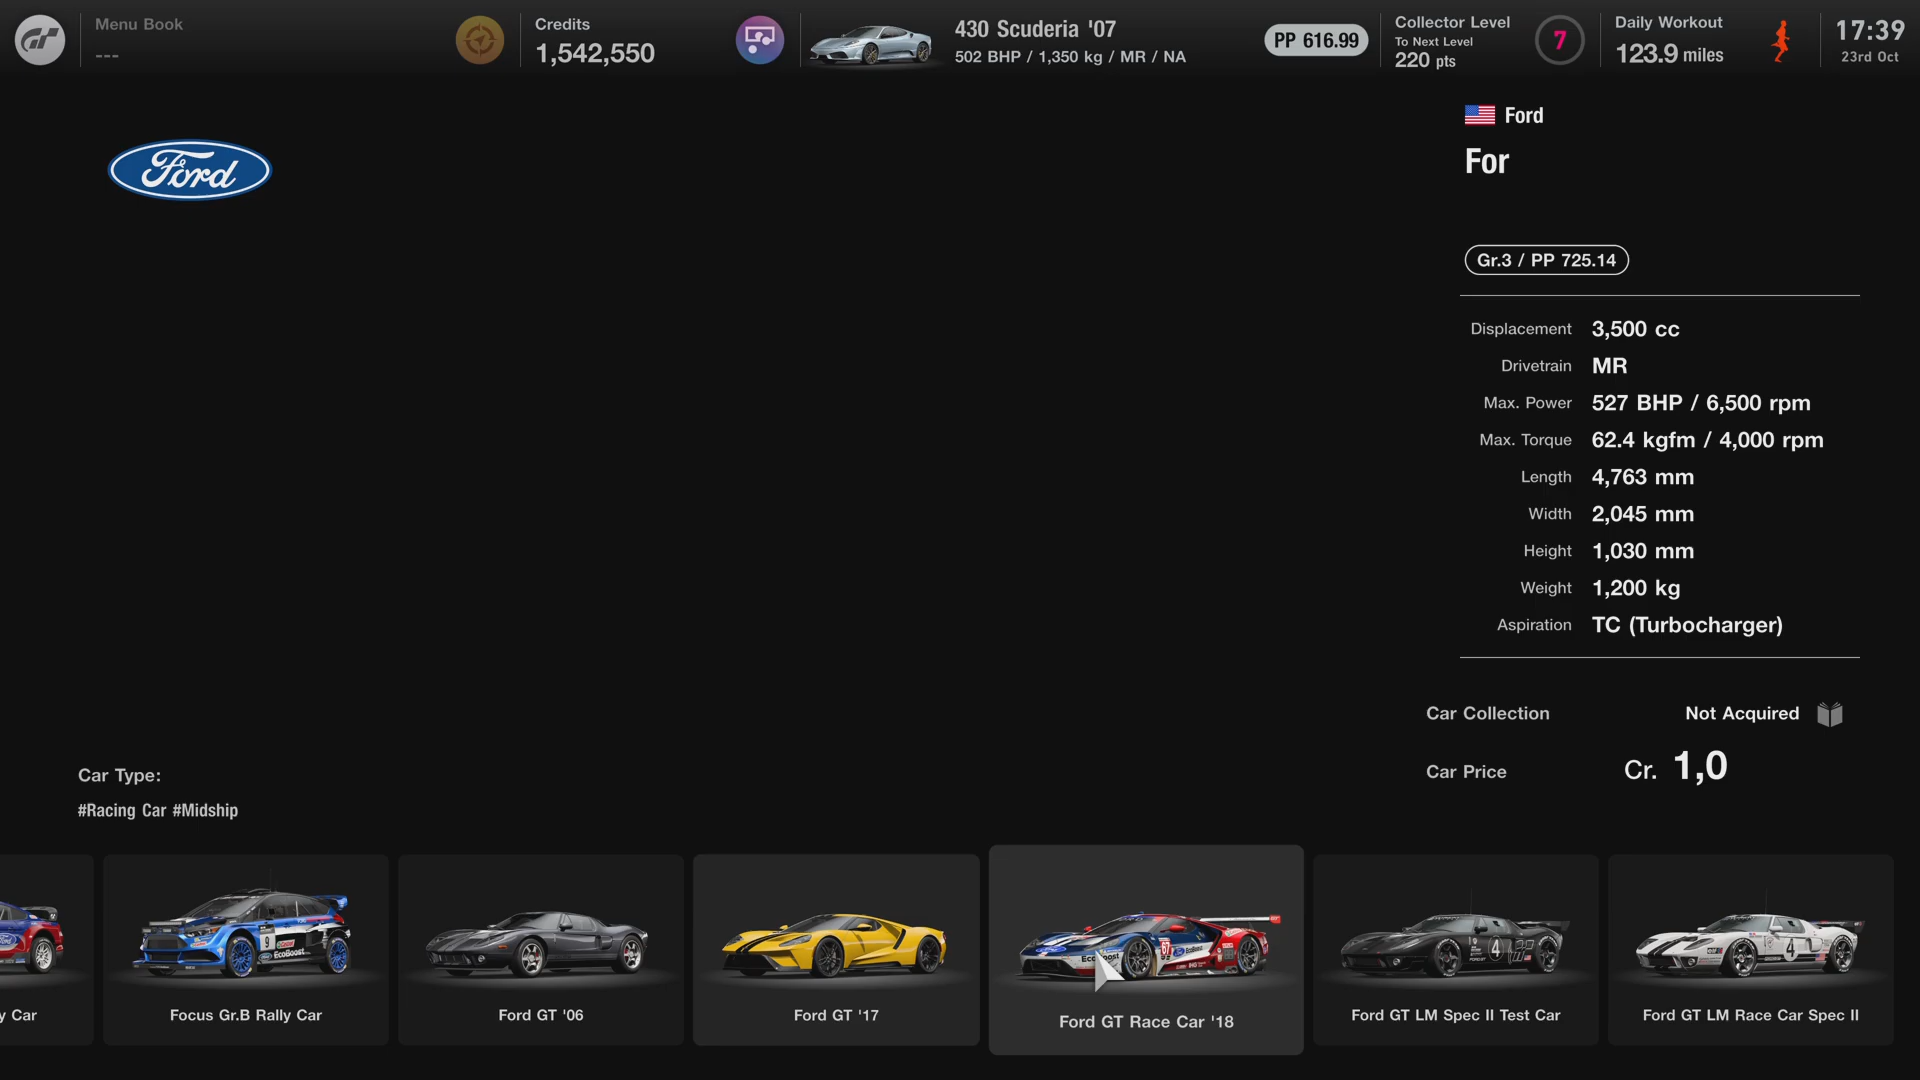 Menu Book
---
Credits
1,542,550
430 Scuderia '07
502 BHP / 1,350 kg / MR / NA
PP 616.99
Collector Level
To Next Level
220 pts
7
Daily Workout
123.9 miles
17:39
23rd Oct
Ford
Ford
For
Gr.3 / PP 725.14
Displacement 3,500 cc
Drivetrain MR
Max. Power 527 BHP / 6,500 rpm
Max. Torque 62.4 kgfm / 4,000 rpm
Length 4,763 mm
Width 2,045 mm
Height 1,030 mm
Weight 1,200 kg
Aspiration TC (Turbocharger)
Car Collection Not Acquired
Car Price Cr. 1,0
Car Type:
#Racing Car #Midship
y Car
Focus Gr.B Rally Car
Ford GT '06
Ford GT '17
Ford GT Race Car '18
Ford GT LM Spec II Test Car
Ford GT LM Race Car Spec II